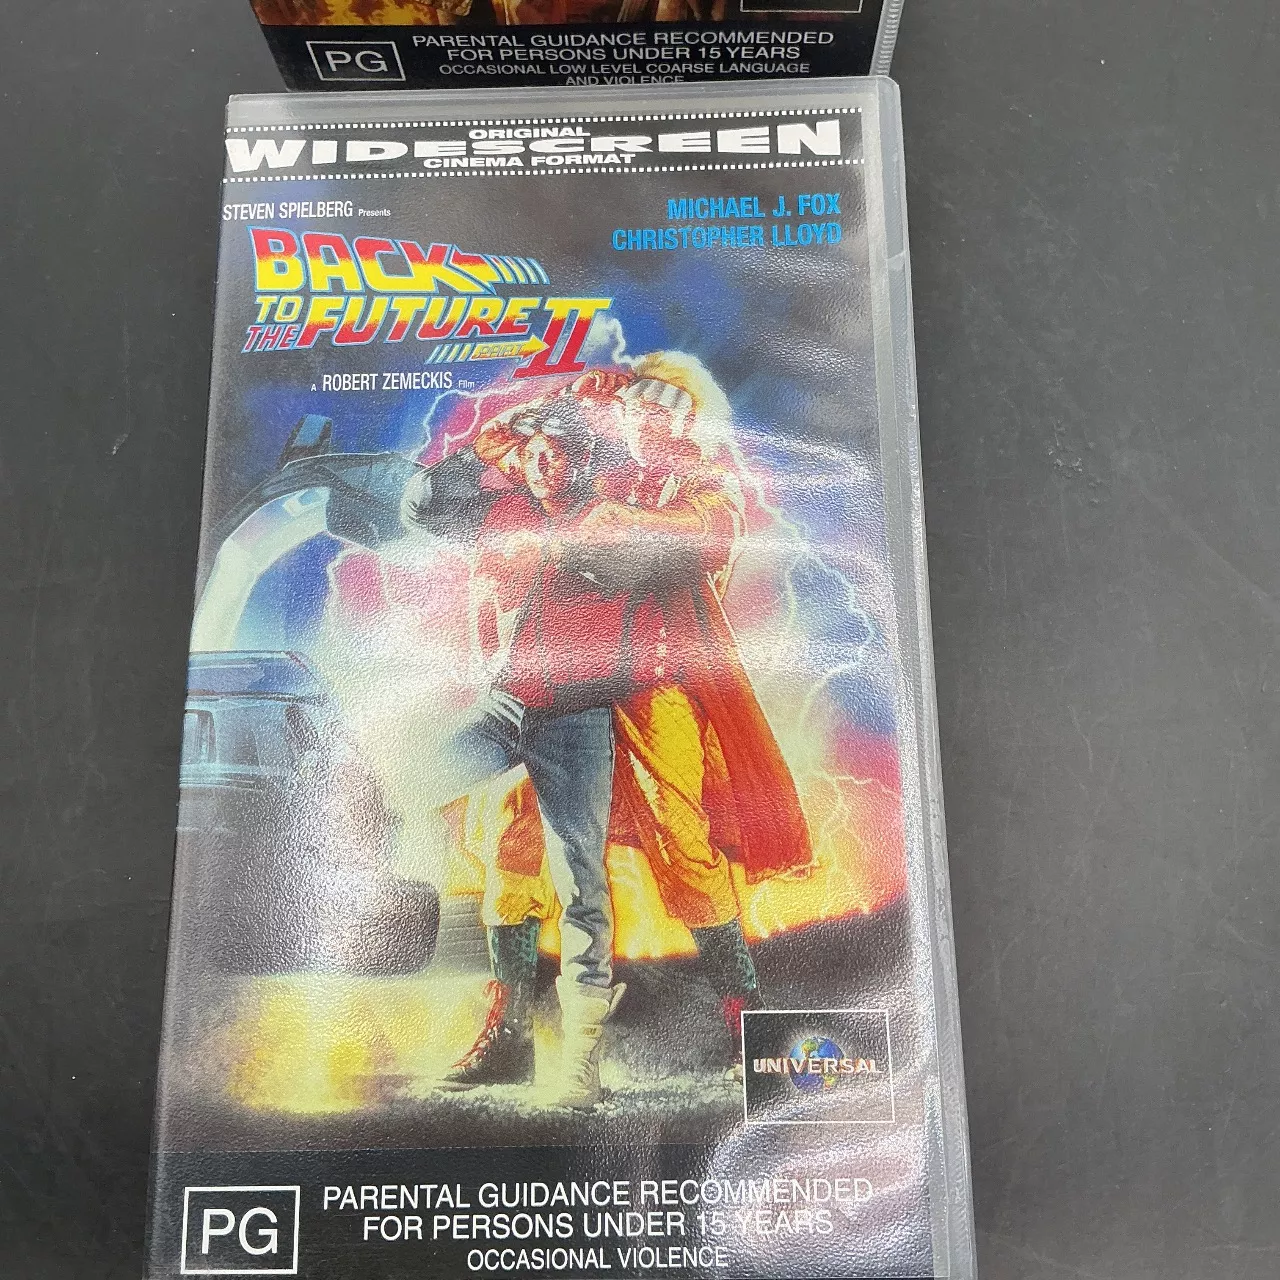 PG
PARENTAL GUIDANCE RECOMMENDED
FOR PERSONS UNDER 15 YEARS
OCCASIONAL LOW LEVEL COARSE LANGUAGE
AND VIOLENCE
ORIGINAL
WIDESCREEN
CINEMA FORMAT
STEVEN SPIELBERG Presents
MICHAEL J. FOX
CHRISTOPHER LLOYD
BACK
TO
THE FUTURE
PART II
A ROBERT ZEMECKIS Film
UNIVERSAL
PG
PARENTAL GUIDANCE RECOMMENDED
FOR PERSONS UNDER 15 YEARS
OCCASIONAL VIOLENCE